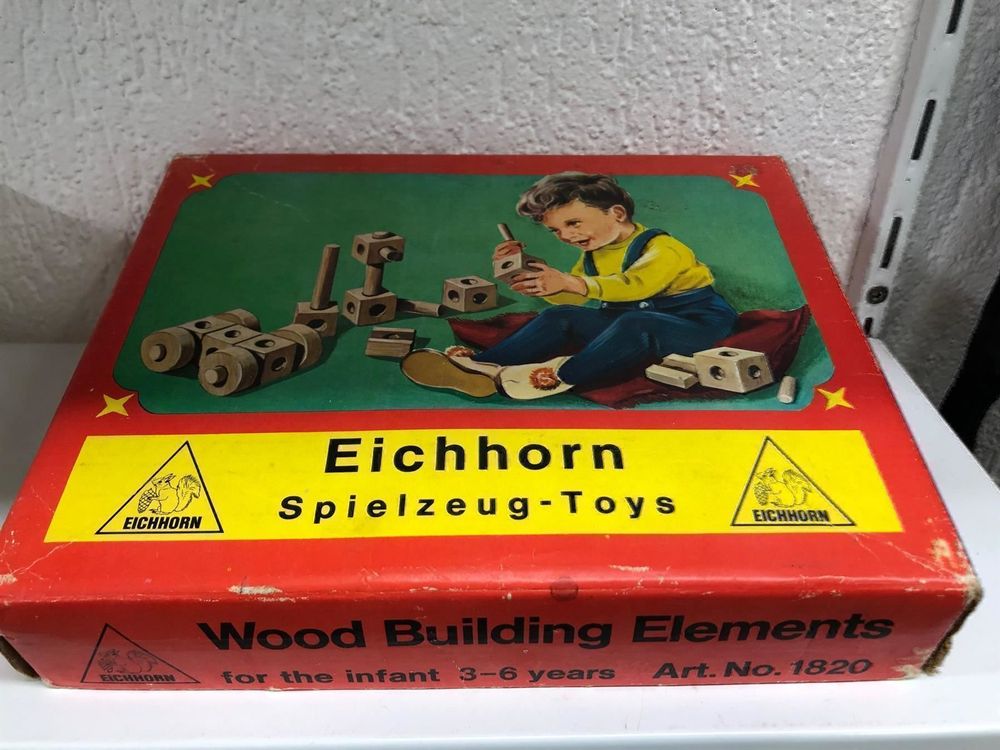 Eichhorn
Spielzeug-Toys
EICHHORN
EICHHORN
Wood Building Elements
for the infant 3-6 years Art. No. 1820
EICHHORN